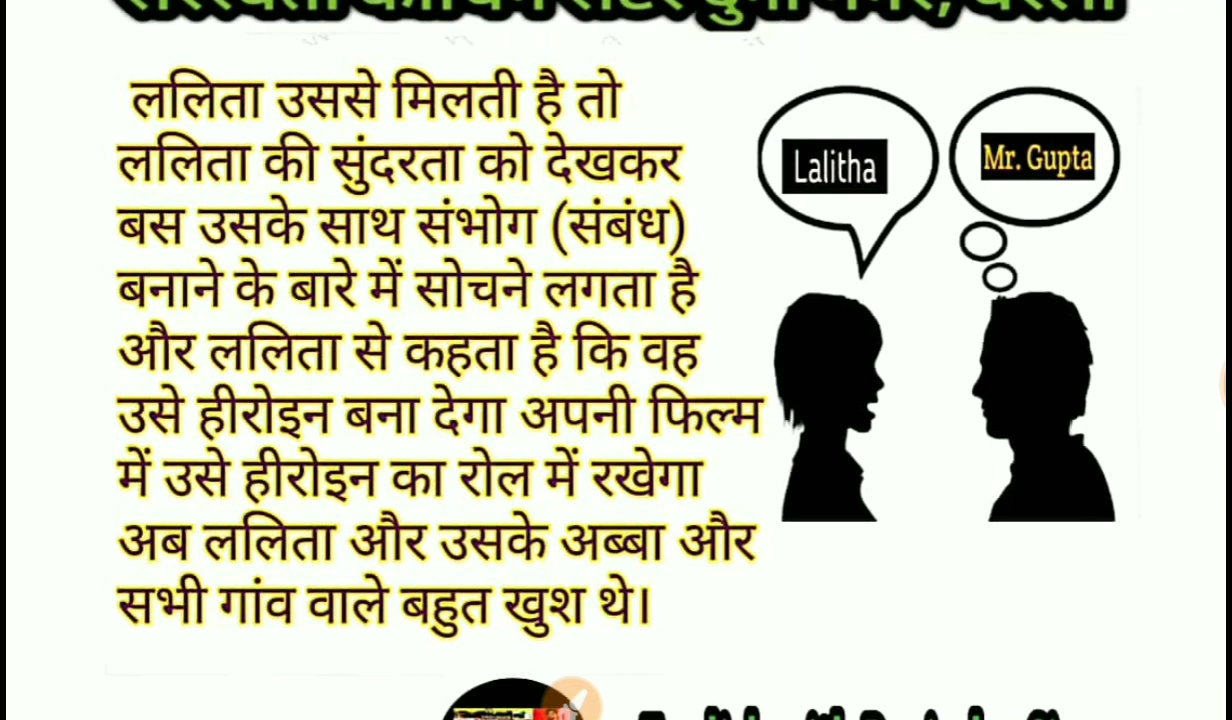 ललिता उससे मिलती है तो
ललिता की सुंदरता को देखकर
बस उसके साथ संभोग (संबंध)
बनाने के बारे में सोचने लगता है
और ललिता से कहता है कि वह
उसे हीरोइन बना देगा अपनी फिल्म
में उसे हीरोइन का रोल में रखेगा
अब ललिता और उसके अब्बा और
सभी गांव वाले बहुत खुश थे।
Lalitha
Mr. Gupta